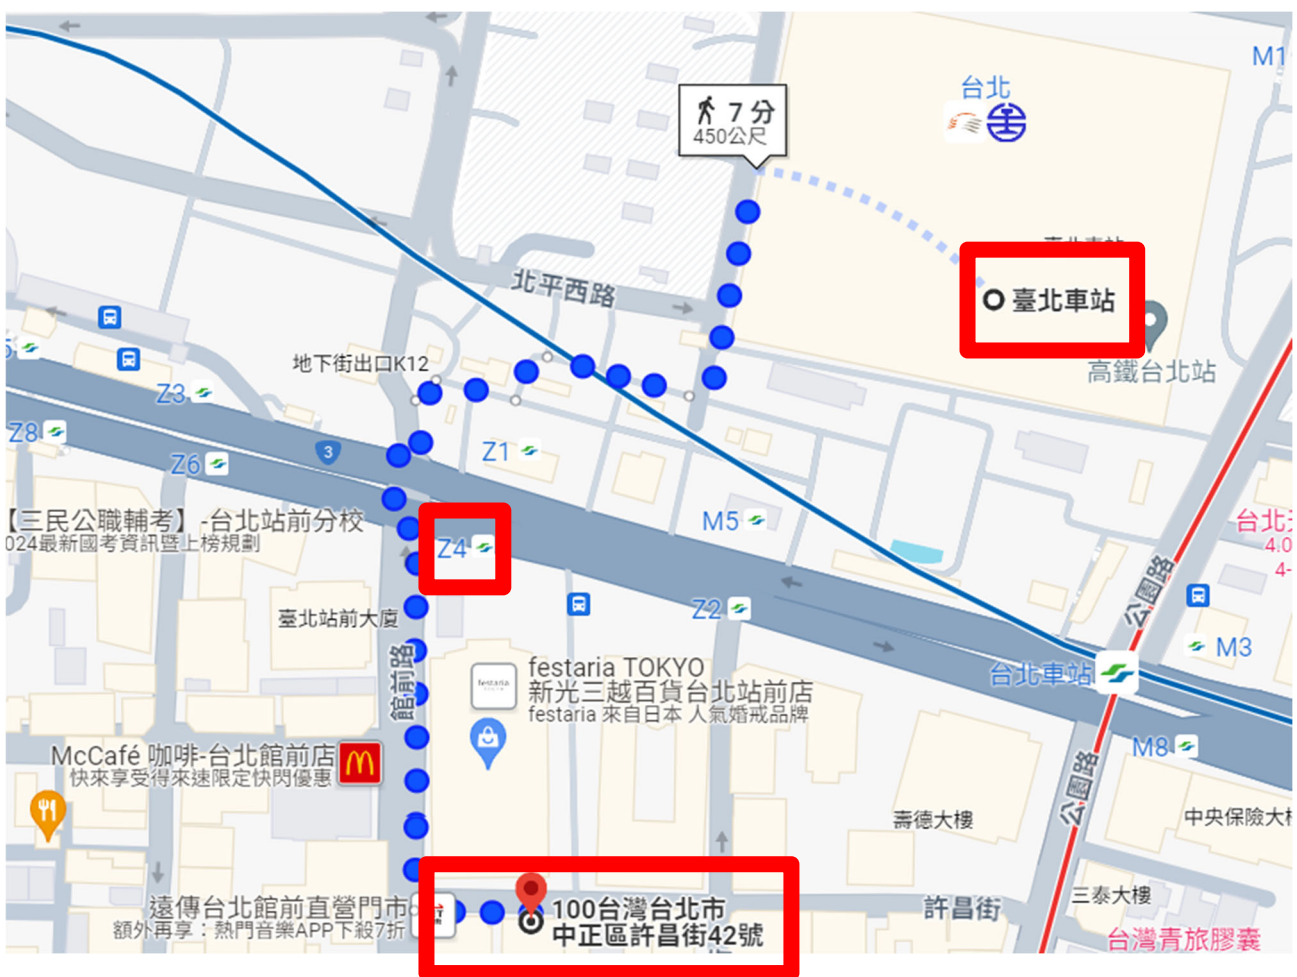 M1
台北
7 分
450公尺
北平西路
臺北車站
高鐵台北站
地下街出口K12
Z3
3
Z8
Z6
Z1
M5
【三民公職輔考】-台北站前分校
024最新國考資訊暨上榜規劃
Z4
4.0
4-
公園路
臺北站前大廈
Z2
M3
館前路
festaria
festaria TOKYO
新光三越百貨台北站前店
festaria 來自日本 人氣婚戒品牌
台北車站
M8
McCafé 咖啡-台北館前店
快來享受得來速限定快閃優惠
公園路
壽德大樓
中央保險大
三泰大樓
遠傳台北館前直營門市
額外再享：熱門音樂APP下殺7折
100台灣台北市
中正區許昌街42號
許昌街
台灣青旅膠囊